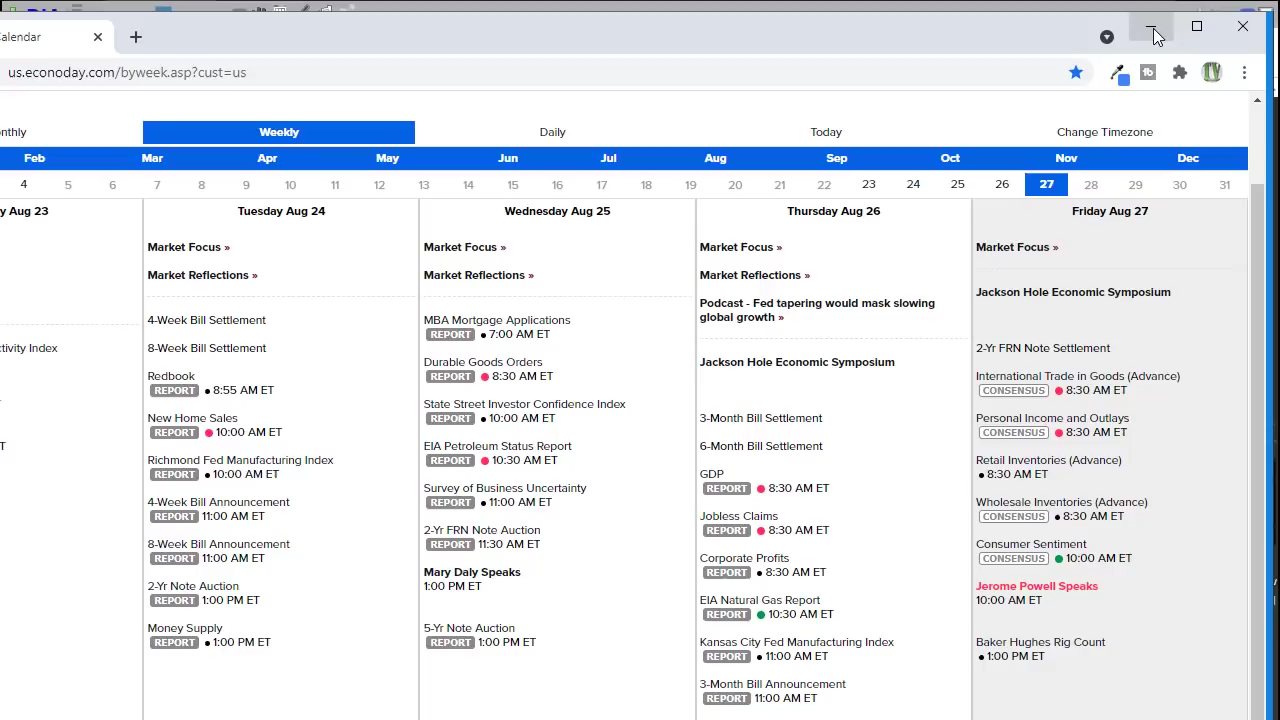 Calendar
us.econoday.com/byweek.asp?cust=us
Weekly
Daily
Today
Change Timezone
Feb Mar Apr May Jun Jul Aug Sep Oct Nov Dec
4 5 6 7 8 9 10 11 12 13 14 15 16 17 18 19 20 21 22 23 24 25 26 27 28 29 30 31
Aug 23
Tuesday Aug 24
Market Focus »
Market Reflections »
4-Week Bill Settlement
8-Week Bill Settlement
Redbook
REPORT 8:55 AM ET
New Home Sales
REPORT 10:00 AM ET
Richmond Fed Manufacturing Index
REPORT 10:00 AM ET
4-Week Bill Announcement
REPORT 11:00 AM ET
8-Week Bill Announcement
REPORT 11:00 AM ET
2-Yr Note Auction
REPORT 1:00 PM ET
Money Supply
REPORT 1:00 PM ET
Wednesday Aug 25
Market Focus »
Market Reflections »
MBA Mortgage Applications
REPORT 7:00 AM ET
Durable Goods Orders
REPORT 8:30 AM ET
State Street Investor Confidence Index
REPORT 10:00 AM ET
EIA Petroleum Status Report
REPORT 10:30 AM ET
Survey of Business Uncertainty
REPORT 11:00 AM ET
2-Yr FRN Note Auction
REPORT 11:30 AM ET
Mary Daly Speaks
1:00 PM ET
5-Yr Note Auction
REPORT 1:00 PM ET
Thursday Aug 26
Market Focus »
Market Reflections »
Podcast - Fed tapering would mask slowing
global growth »
Jackson Hole Economic Symposium
3-Month Bill Settlement
6-Month Bill Settlement
GDP
REPORT 8:30 AM ET
Jobless Claims
REPORT 8:30 AM ET
Corporate Profits
REPORT 8:30 AM ET
EIA Natural Gas Report
REPORT 10:30 AM ET
Kansas City Fed Manufacturing Index
REPORT 11:00 AM ET
3-Month Bill Announcement
REPORT 11:00 AM ET
Friday Aug 27
Market Focus »
Jackson Hole Economic Symposium
2-Yr FRN Note Settlement
International Trade in Goods (Advance)
CONSENSUS 8:30 AM ET
Personal Income and Outlays
CONSENSUS 8:30 AM ET
Retail Inventories (Advance)
8:30 AM ET
Wholesale Inventories (Advance)
CONSENSUS 8:30 AM ET
Consumer Sentiment
CONSENSUS 10:00 AM ET
Jerome Powell Speaks
10:00 AM ET
Baker Hughes Rig Count
1:00 PM ET